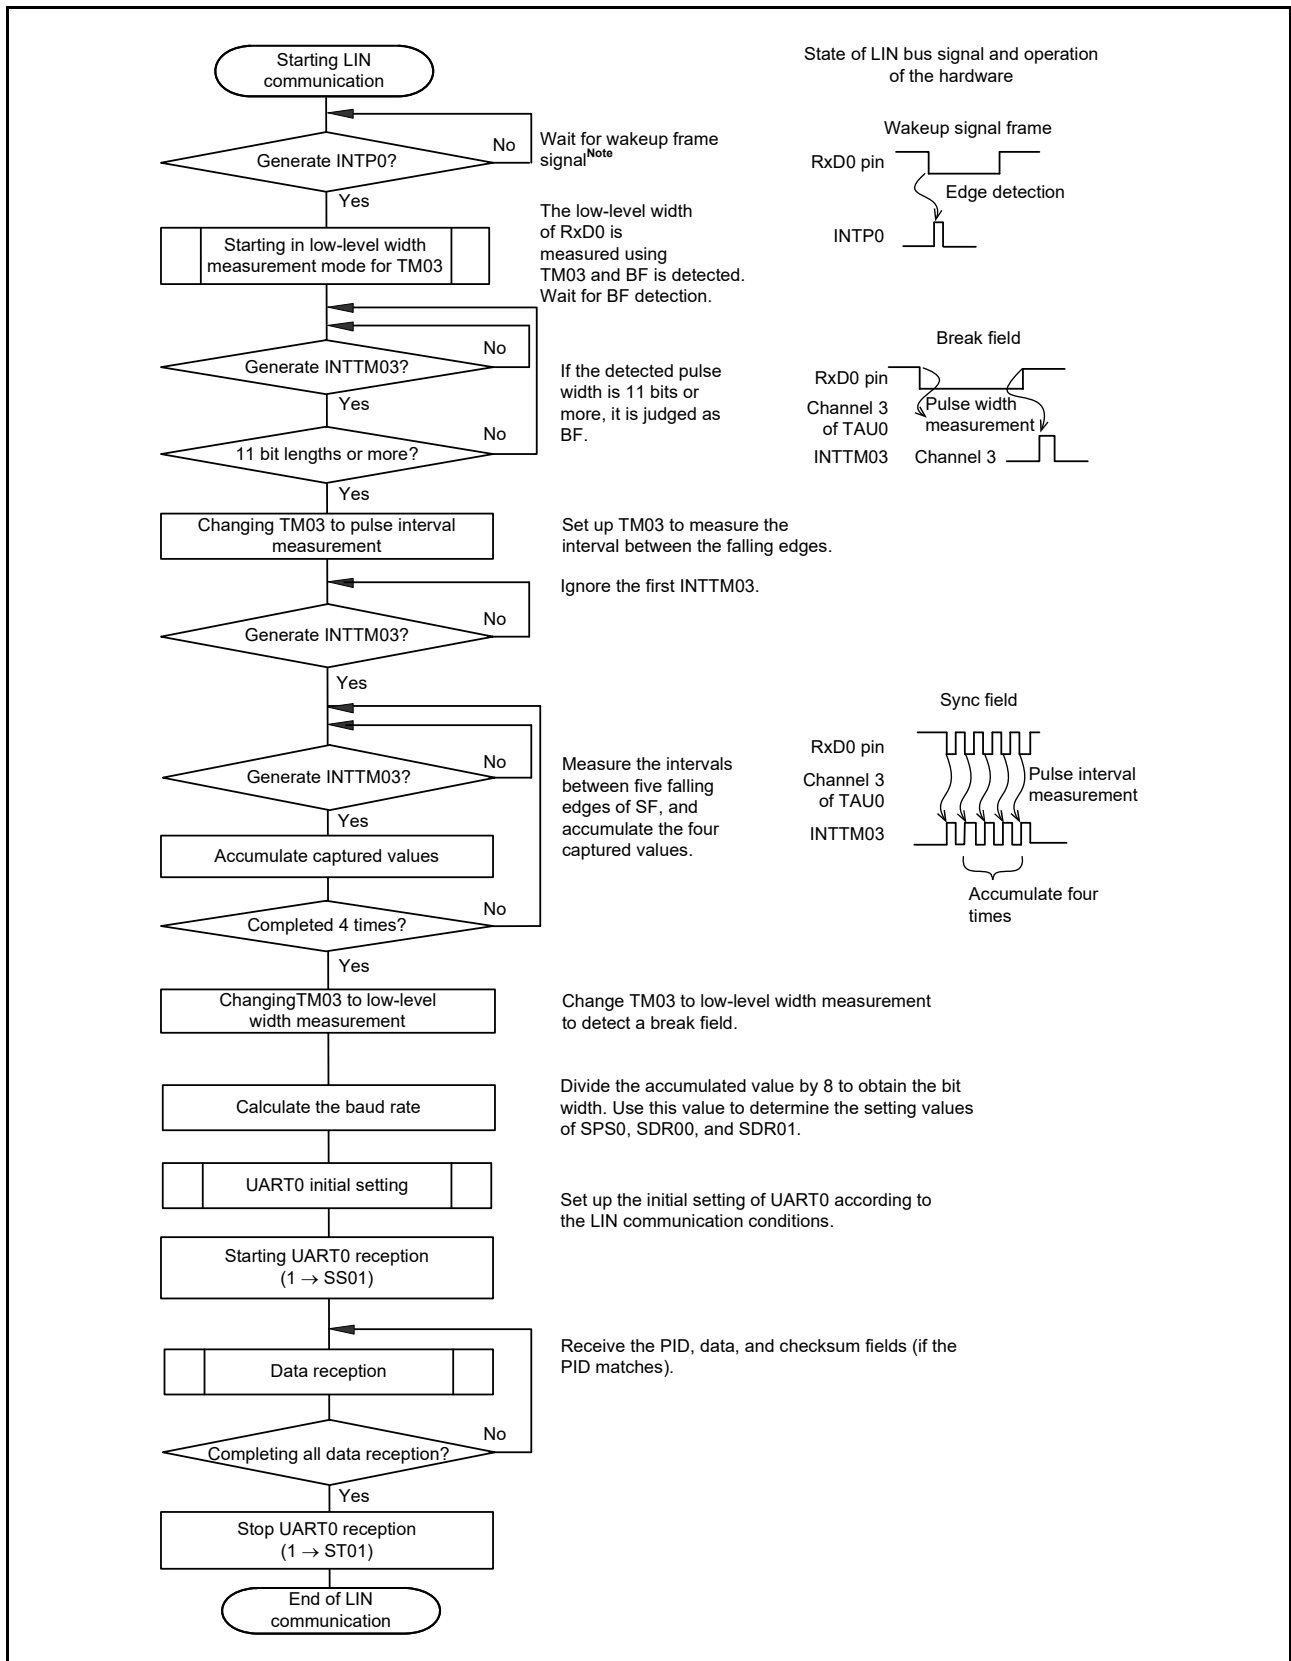 Starting LIN
communication
State of LIN bus signal and operation
of the hardware
Generate INTP0?
No
Yes
Wait for wakeup frame
signalNote
Wakeup signal frame
RxD0 pin
Edge detection
INTP0
Starting in low-level width
measurement mode for TM03
The low-level width
of RxD0 is
measured using
TM03 and BF is detected.
Wait for BF detection.
Generate INTTM03?
No
Yes
11 bit lengths or more?
No
Yes
If the detected pulse
width is 11 bits or
more, it is judged as
BF.
Break field
RxD0 pin
Channel 3
of TAU0
Pulse width
measurement
INTTM03
Channel 3
Changing TM03 to pulse interval
measurement
Set up TM03 to measure the
interval between the falling edges.
Ignore the first INTTM03.
Generate INTTM03?
No
Yes
Generate INTTM03?
No
Yes
Accumulate captured values
Completed 4 times?
No
Yes
Measure the intervals
between five falling
edges of SF, and
accumulate the four
captured values.
Sync field
RxD0 pin
Channel 3
of TAU0
Pulse interval
measurement
INTTM03
Accumulate four
times
ChangingTM03 to low-level
width measurement
Change TM03 to low-level width measurement
to detect a break field.
Calculate the baud rate
Divide the accumulated value by 8 to obtain the bit
width. Use this value to determine the setting values
of SPS0, SDR00, and SDR01.
UART0 initial setting
Set up the initial setting of UART0 according to
the LIN communication conditions.
Starting UART0 reception
(1 → SS01)
Data reception
Receive the PID, data, and checksum fields (if the
PID matches).
Completing all data reception?
No
Yes
Stop UART0 reception
(1 → ST01)
End of LIN
communication